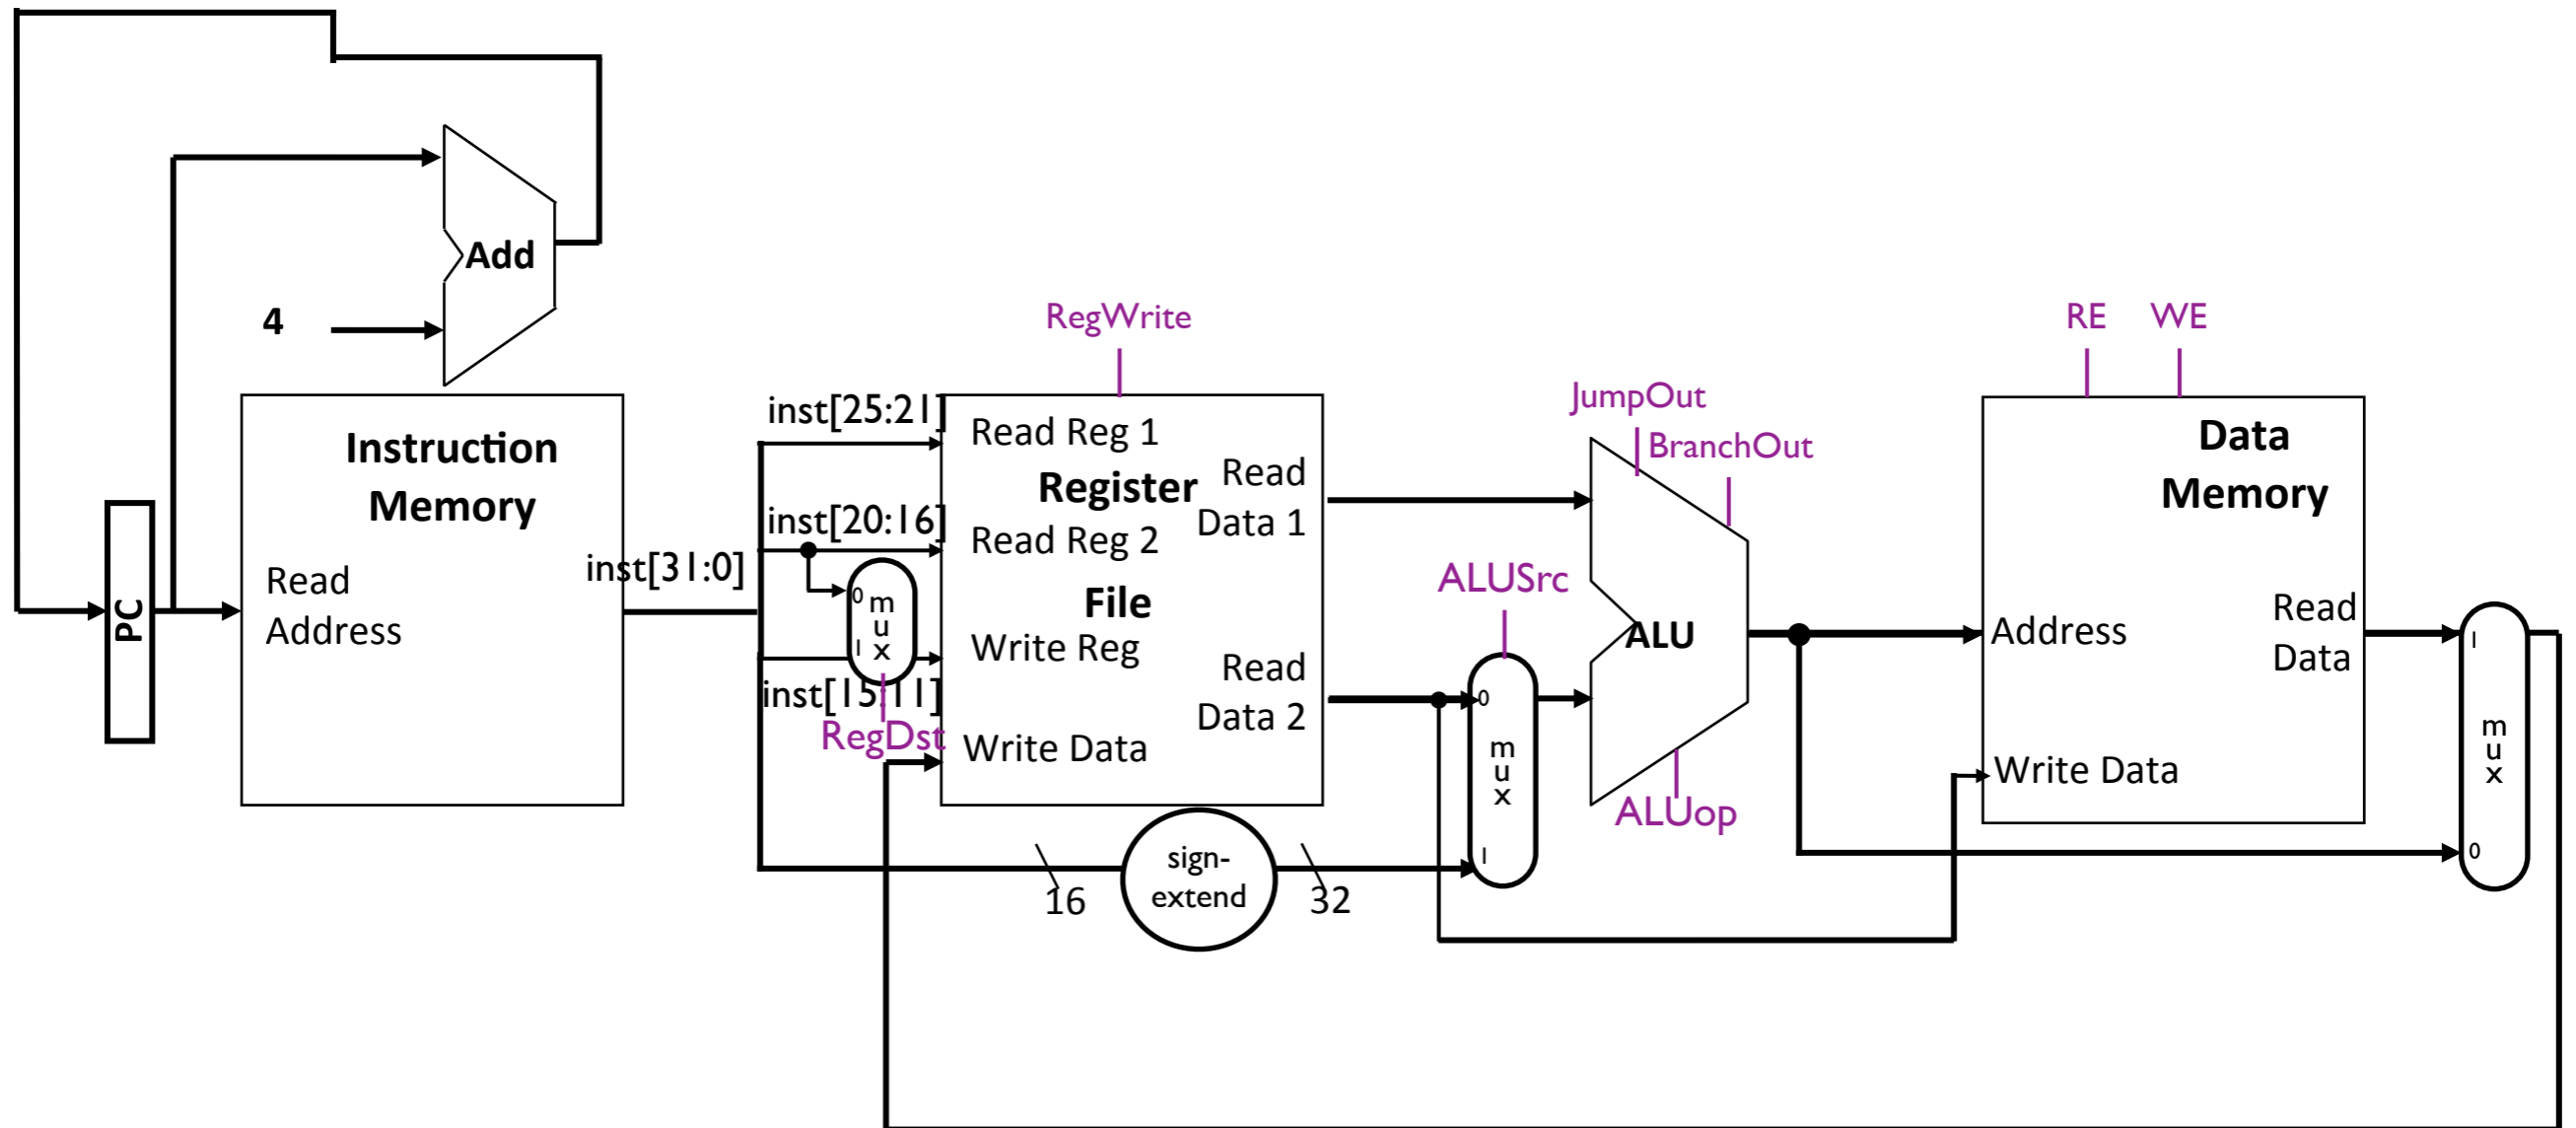 Add
4
RegWrite
RE WE
JumpOut
BranchOut
inst[25:21]
Instruction
Memory
Read Reg 1
Register
Read
Data 1
Data
Memory
inst[20:16]
Read Reg 2
inst[31:0]
Read
Address
PC
0
mux
1
File
Write Reg
ALUSrc
ALU
Address
Read
Data
1
inst[15:11]
RegDst
Read
Data 2
Write Data
0
mux
1
ALUop
Write Data
mux
0
sign-
extend
16
32